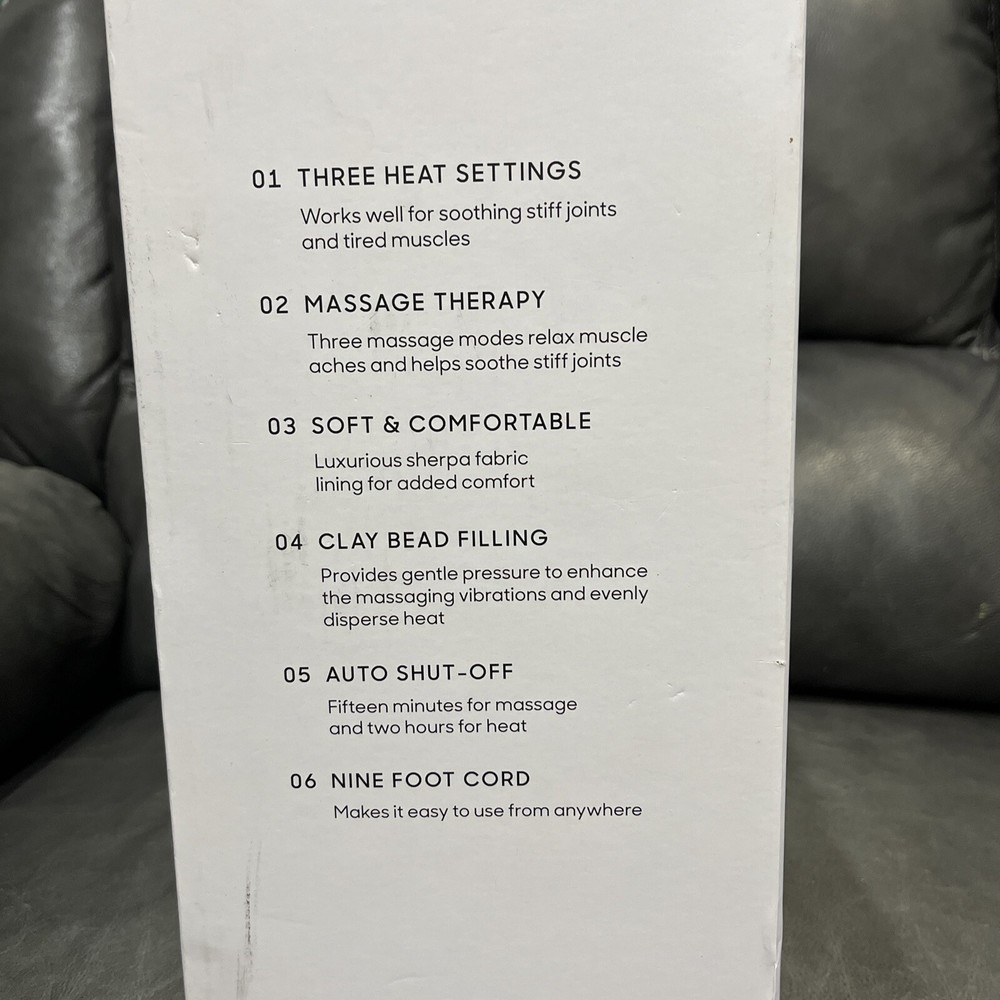 01 THREE HEAT SETTINGS
Works well for soothing stiff joints
and tired muscles
02 MASSAGE THERAPY
Three massage modes relax muscle
aches and helps soothe stiff joints
03 SOFT & COMFORTABLE
Luxurious sherpa fabric
lining for added comfort
04 CLAY BEAD FILLING
Provides gentle pressure to enhance
the massaging vibrations and evenly
disperse heat
05 AUTO SHUT-OFF
Fifteen minutes for massage
and two hours for heat
06 NINE FOOT CORD
Makes it easy to use from anywhere